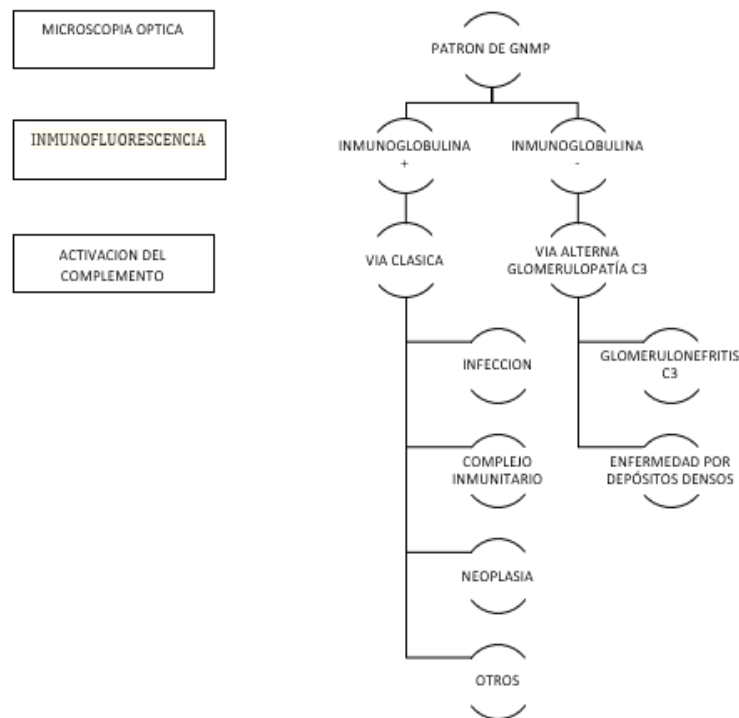 MICROSCOPIA OPTICA
PATRON DE GNMP
INMUNOFLUORESCENCIA
INMUNOGLOBULINA
+
INMUNOGLOBULINA
-
ACTIVACION DEL
COMPLEMENTO
VIA CLASICA
VIA ALTERNA
GLOMERULOPATÍA C3
INFECCION
GLOMERULONEFRITIS
C3
COMPLEJO
INMUNITARIO
ENFERMEDAD POR
DEPÓSITOS DENSOS
NEOPLASIA
OTROS